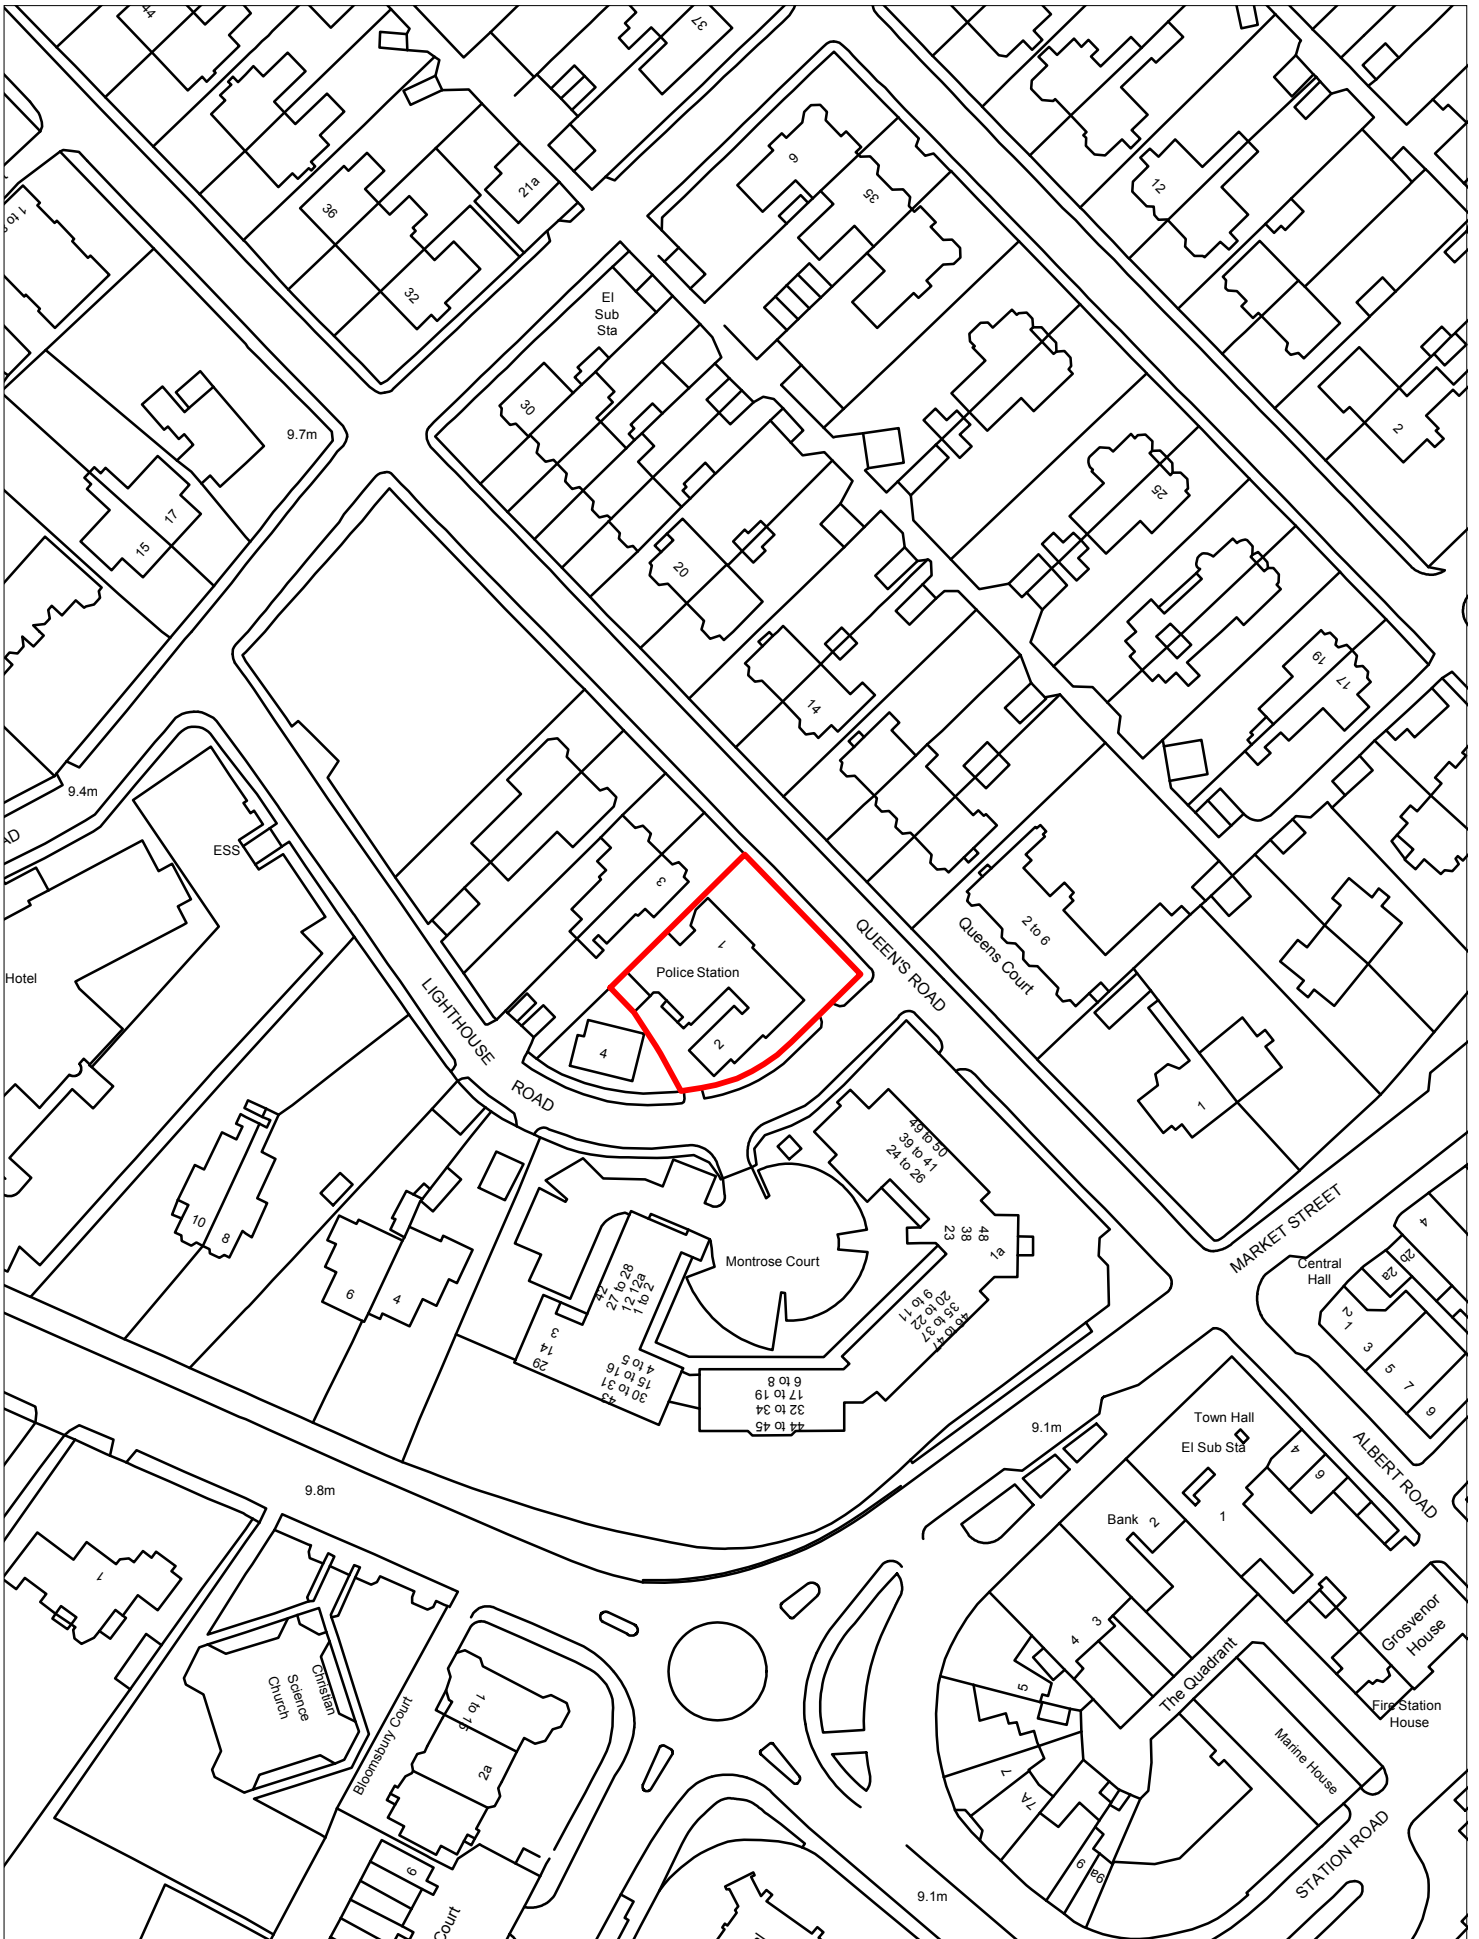 44
37
1 to
36
21a
32
El
Sub
Sta
9
35
12
2
30
9.7m
17
15
20
25
14
19
17
9.4m
AD
ESS
Hotel
3
1
Police Station
2
4
LIGHTHOUSE
ROAD
QUEEN'S ROAD
Queens Court
2 to 6
1
49 to 50
39 to 41
24 to 26
48
38
23
1a
Montrose Court
46 to 47
35 to 37
20 to 22
9 to 11
42
27 to 28
12 12a
1 to 2
3
14
29
4 to 5
15 to 16
30 to 31
43
6 to 8
17 to 19
32 to 34
44 to 45
10
8
6
4
MARKET STREET
Central
Hall
4
2b
2a
2
1
3
5
7
9
ALBERT ROAD
9.1m
Town Hall
El Sub Sta
4
6
Bank
2
1
9.8m
1
Christian
Science
Church
Bloomsbury Court
1 to 16
2a
6
Court
3
4
5
7
7A
9
9a
The Quadrant
Grosvenor
House
Fire Station
House
Marine House
STATION ROAD
9.1m